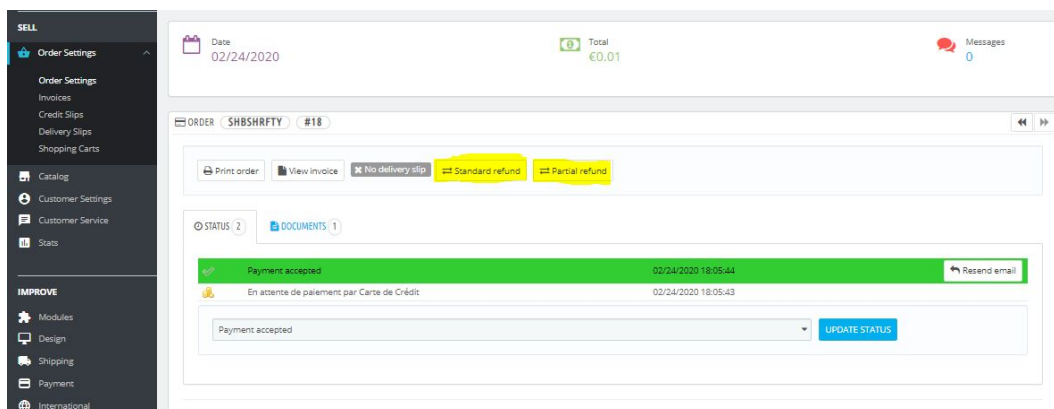 SELL
Order Settings
Order Settings
Invoices
Credit Slips
Delivery Slips
Shopping Carts
Catalog
Customer Settings
Customer Service
Stats
IMPROVE
Modules
Design
Shipping
Payment
International
Date
02/24/2020
Total
€0.01
Messages
0
ORDER SHBSHRFTY #18
Print order View invoice No delivery slip Standard refund Partial refund
STATUS 2 DOCUMENTS 1
Payment accepted 02/24/2020 18:05:44 Resend email
En attente de paiement par Carte de Crédit 02/24/2020 18:05:43
Payment accepted UPDATE STATUS